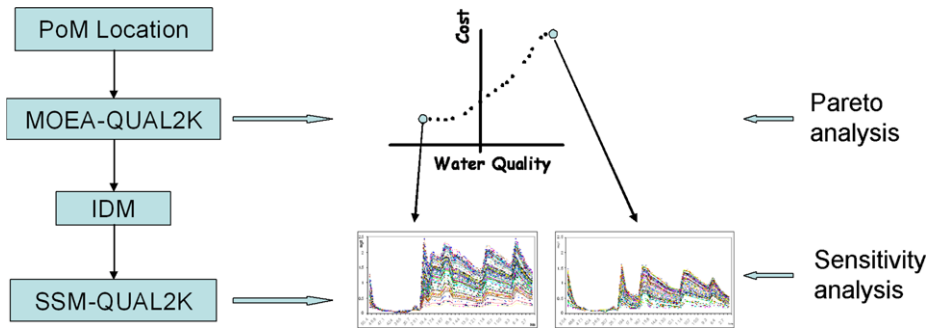 PoM Location
MOEA-QUAL2K
IDM
SSM-QUAL2K
Cost
Water Quality
Pareto
analysis
Sensitivity
analysis